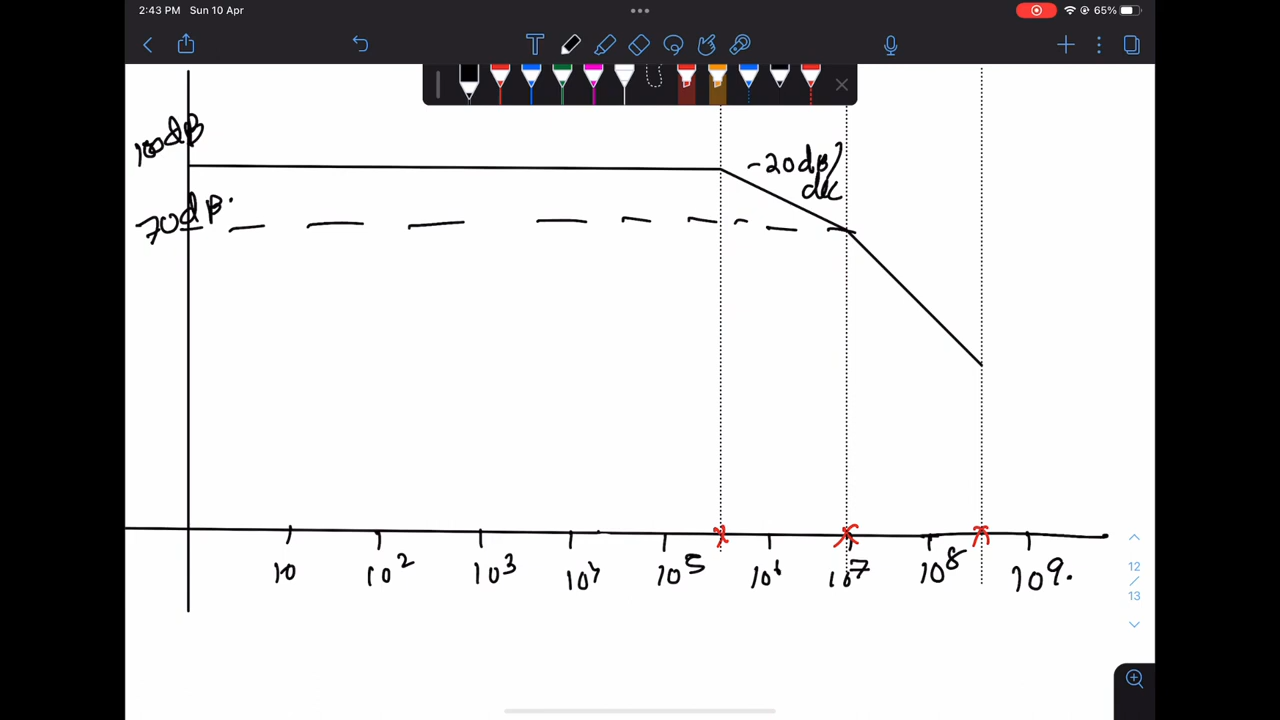 2:43 PM Sun 10 Apr
65%
100dB
-20dB/
dec
70dB
10
10²
10³
10⁴
10⁵
10⁶
10⁷
10⁸
10⁹.
12
/
13